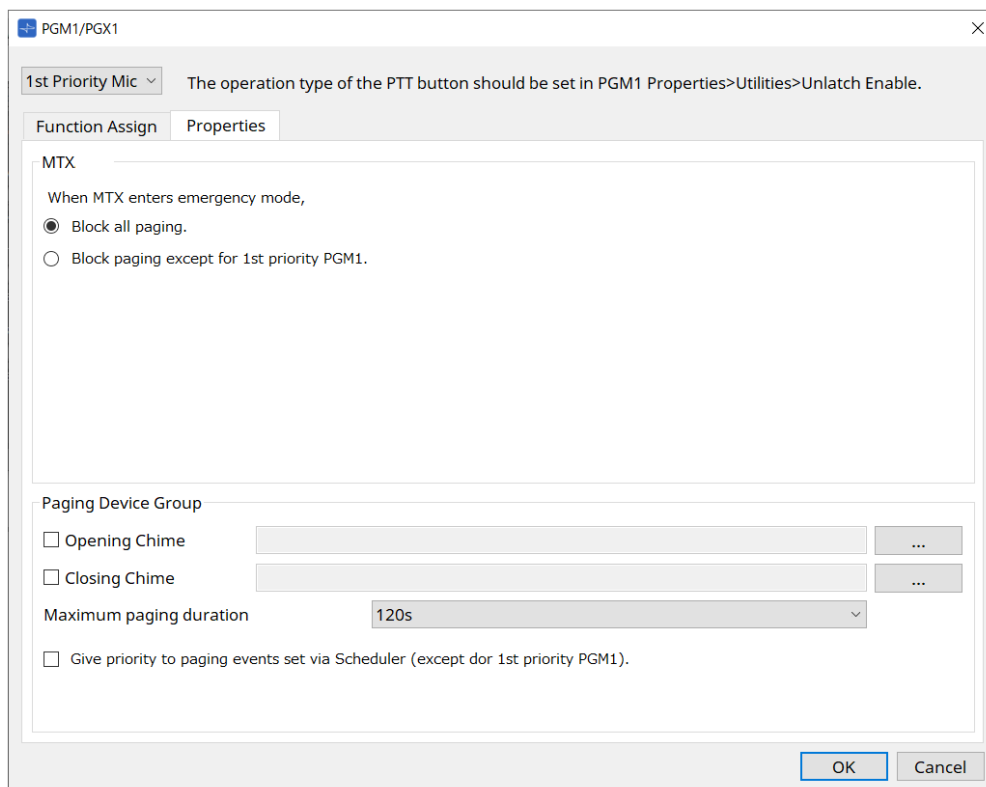 PGM1/PGX1
1st Priority Mic
The operation type of the PTT button should be set in PGM1 Properties>Utilities>Unlatch Enable.
Function Assign
Properties
MTX
When MTX enters emergency mode,
Block all paging.
Block paging except for 1st priority PGM1.
Paging Device Group
Opening Chime
...
Closing Chime
...
Maximum paging duration
120s
Give priority to paging events set via Scheduler (except dor 1st priority PGM1).
OK
Cancel